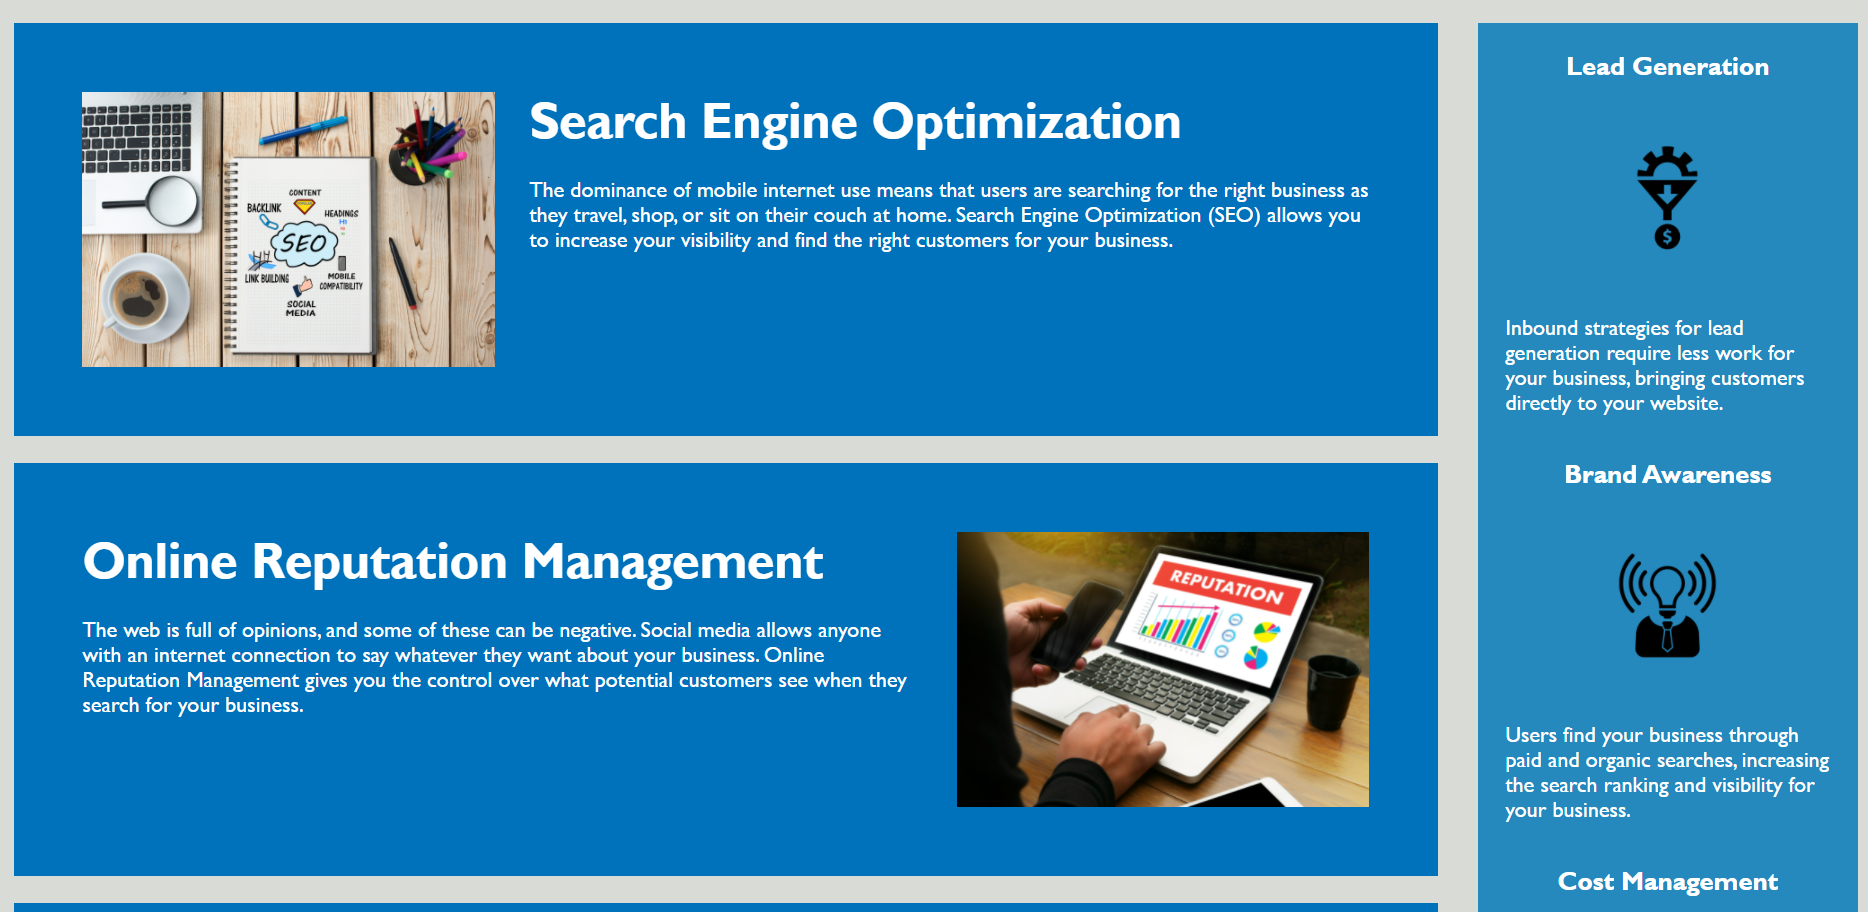 Search Engine Optimization
The dominance of mobile internet use means that users are searching for the right business as
they travel, shop, or sit on their couch at home. Search Engine Optimization (SEO) allows you
to increase your visibility and find the right customers for your business.
CONTENT
BACKLINK
HEADINGS
H1
SEO
LINK BUILDING
MOBILE
COMPATIBILITY
SOCIAL
MEDIA
Online Reputation Management
The web is full of opinions, and some of these can be negative. Social media allows anyone
with an internet connection to say whatever they want about your business. Online
Reputation Management gives you the control over what potential customers see when they
search for your business.
REPUTATION
Lead Generation
$
Inbound strategies for lead
generation require less work for
your business, bringing customers
directly to your website.
Brand Awareness
Users find your business through
paid and organic searches, increasing
the search ranking and visibility for
your business.
Cost Management